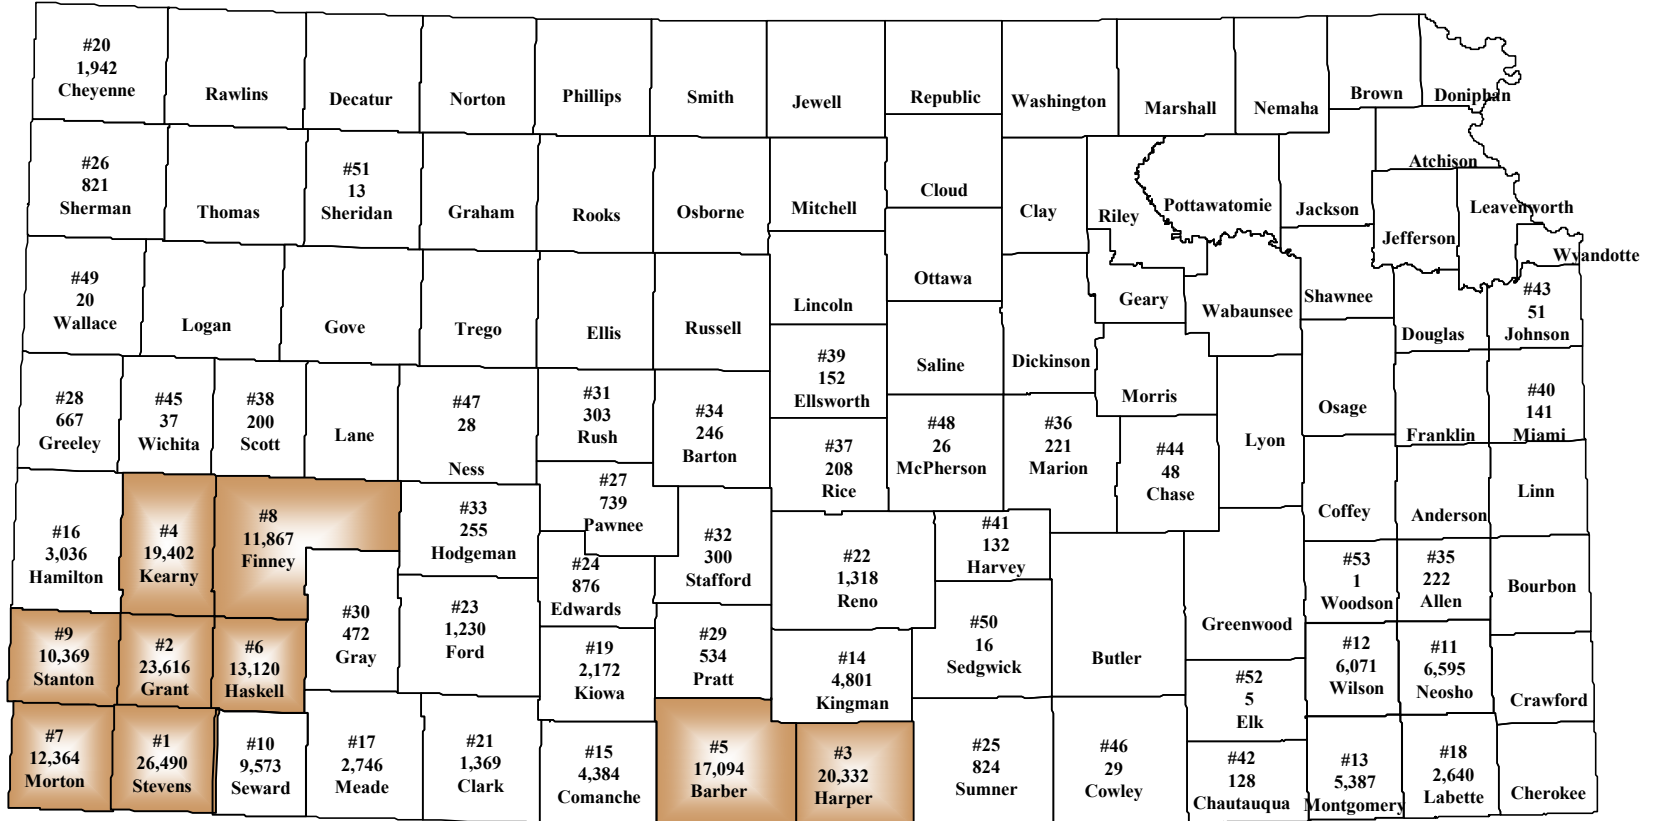 #20
1,942
Cheyenne
Rawlins
Decatur
Norton
Phillips
Smith
Jewell
Republic
Washington
Marshall
Nemaha
Brown
Doniphan
#26
821
Sherman
Thomas
#51
13
Sheridan
Graham
Rooks
Osborne
Mitchell
Cloud
Clay
Riley
Pottawatomie
Jackson
Atchison
Jefferson
Leavenworth
Wyandotte
#49
20
Wallace
Logan
Gove
Trego
Ellis
Russell
Lincoln
Ottawa
Geary
Wabaunsee
Shawnee
Douglas
#43
51
Johnson
#28
667
Greeley
#45
37
Wichita
#38
200
Scott
Lane
#47
28
Ness
#31
303
Rush
#34
246
Barton
#39
152
Ellsworth
Saline
Dickinson
Morris
Osage
Franklin
#40
141
Miami
#37
208
Rice
#48
26
McPherson
#36
221
Marion
#44
48
Chase
Lyon
Coffey
Anderson
Linn
#16
3,036
Hamilton
#4
19,402
Kearny
#8
11,867
Finney
#33
255
Hodgeman
#27
739
Pawnee
#32
300
Stafford
#24
876
Edwards
#22
1,318
Reno
#41
132
Harvey
#53
1
Woodson
#35
222
Allen
Bourbon
#9
10,369
Stanton
#2
23,616
Grant
#6
13,120
Haskell
#30
472
Gray
#23
1,230
Ford
#19
2,172
Kiowa
#29
534
Pratt
#14
4,801
Kingman
#50
16
Sedgwick
Butler
Greenwood
#12
6,071
Wilson
#11
6,595
Neosho
Crawford
#52
5
Elk
#7
12,364
Morton
#1
26,490
Stevens
#10
9,573
Seward
#17
2,746
Meade
#21
1,369
Clark
#15
4,384
Comanche
#5
17,094
Barber
#3
20,332
Harper
#25
824
Sumner
#46
29
Cowley
#42
128
Chautauqua
#13
5,387
Montgomery
#18
2,640
Labette
Cherokee